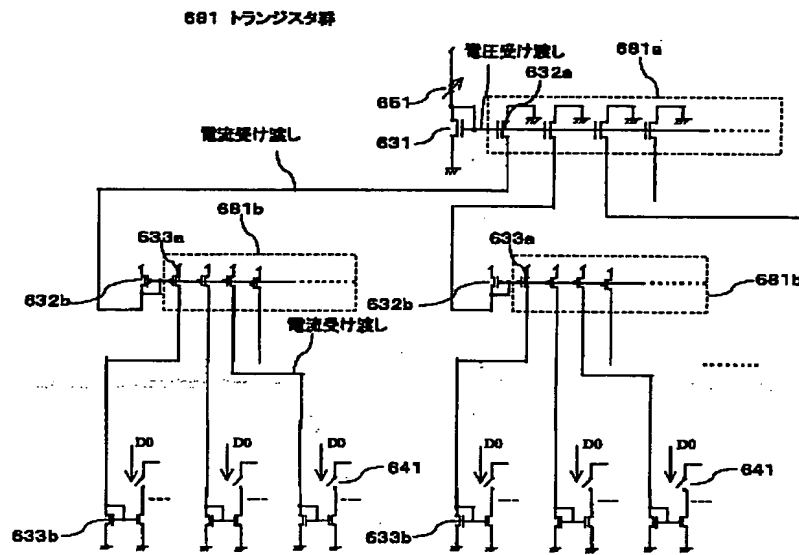 681 トランジスタ群
電圧受け渡し
681a
632a
651
631
電流受け渡し
681b
633a
633a
632b
632b
681b
電流受け渡し
D0
D0
D0
D0
D0
D0
641
641
633b
633b